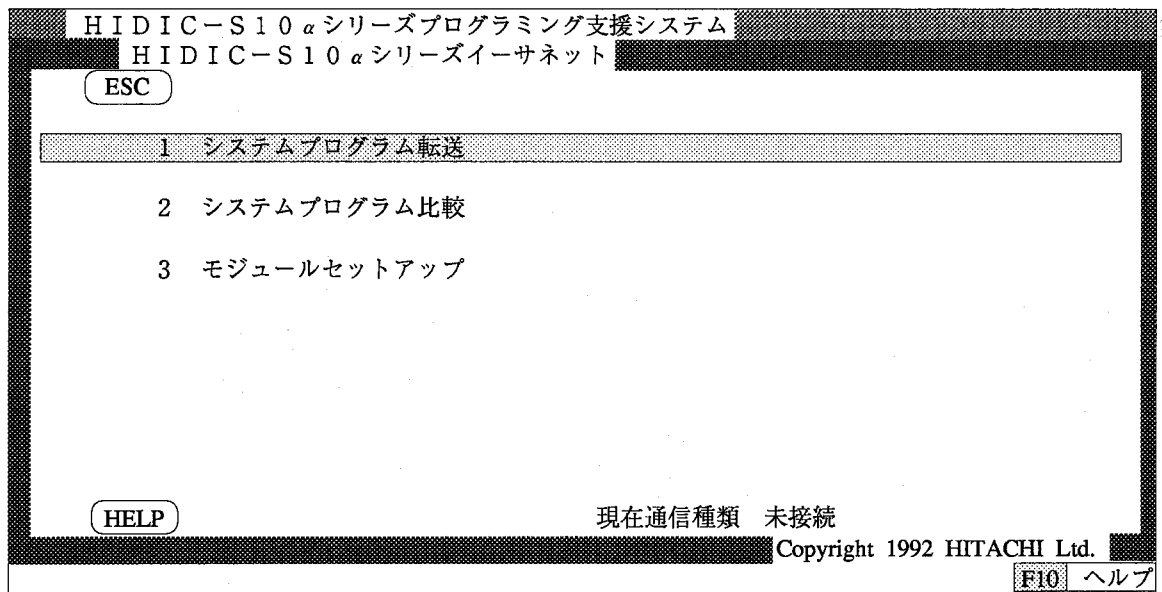 HIDIC－S10αシリーズプログラミング支援システム
HIDIC－S10αシリーズイーサネット
ESC
1 システムプログラム転送
2 システムプログラム比較
3 モジュールセットアップ
HELP 現在通信種類 未接続
Copyright 1992 HITACHI Ltd.
F10 ヘルプ